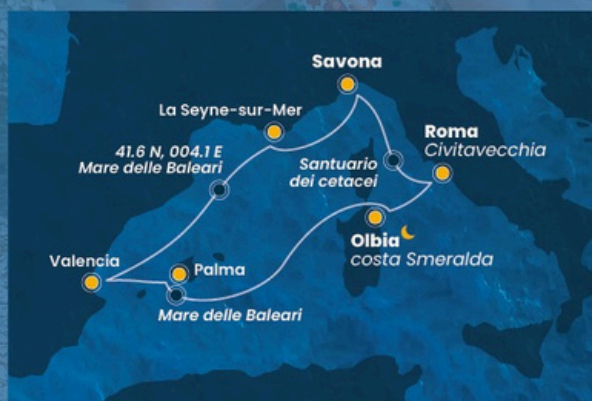 Savona
La Seyne-sur-Mer
41.6 N, 004.1 E
Mare delle Baleari
Santuario
dei cetacei
Roma
Civitavecchia
Olbia
costa Smeralda
Valencia
Palma
Mare delle Baleari